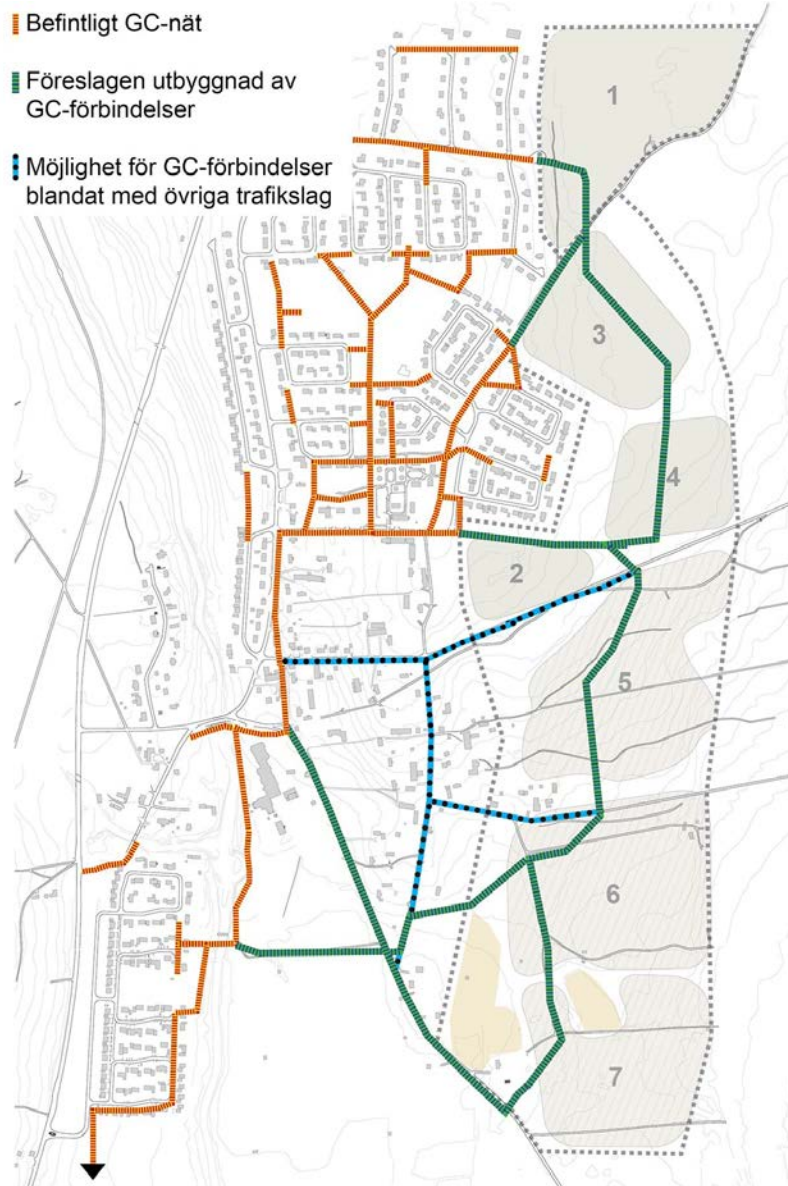 Befintligt GC-nät
Föreslagen utbyggnad av
GC-förbindelser
Möjlighet för GC-förbindelser
blandat med övriga trafikslag
1
3
4
2
5
6
7